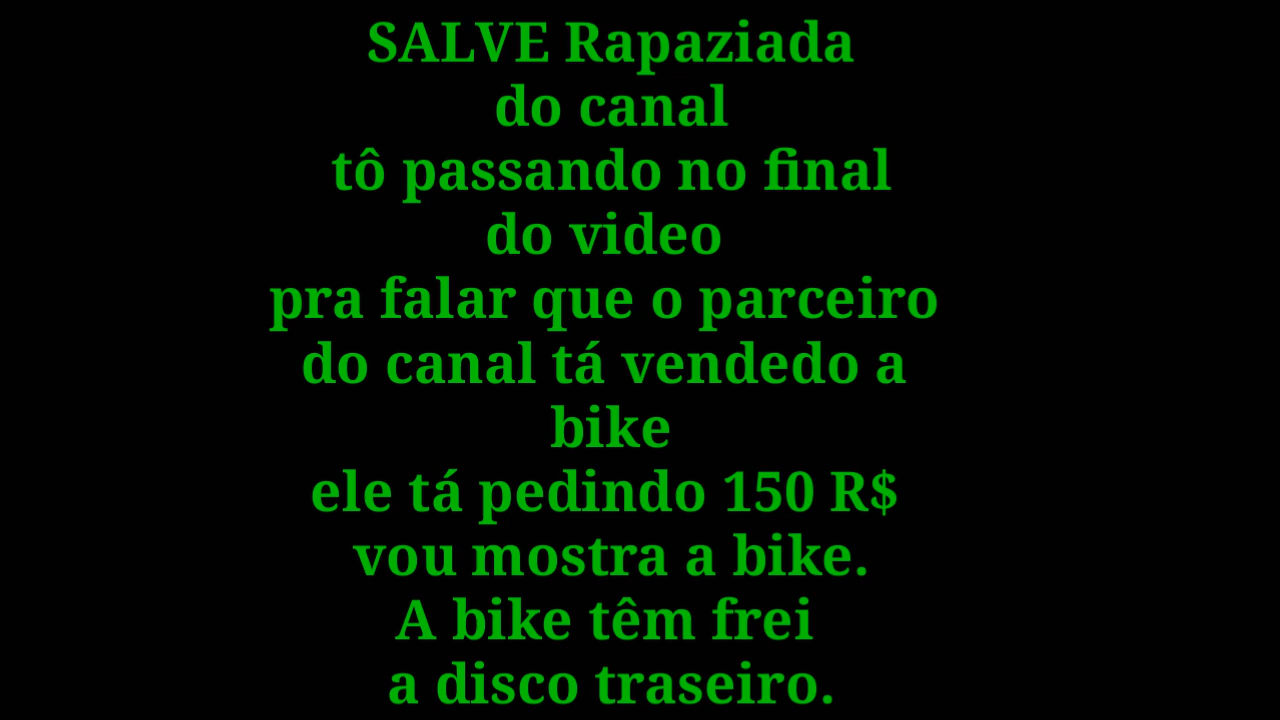 SALVE Rapaziada
do canal
tô passando no final
do video
pra falar que o parceiro
do canal tá vendedo a
bike
ele tá pedindo 150 R$
vou mostra a bike.
A bike têm frei
a disco traseiro.